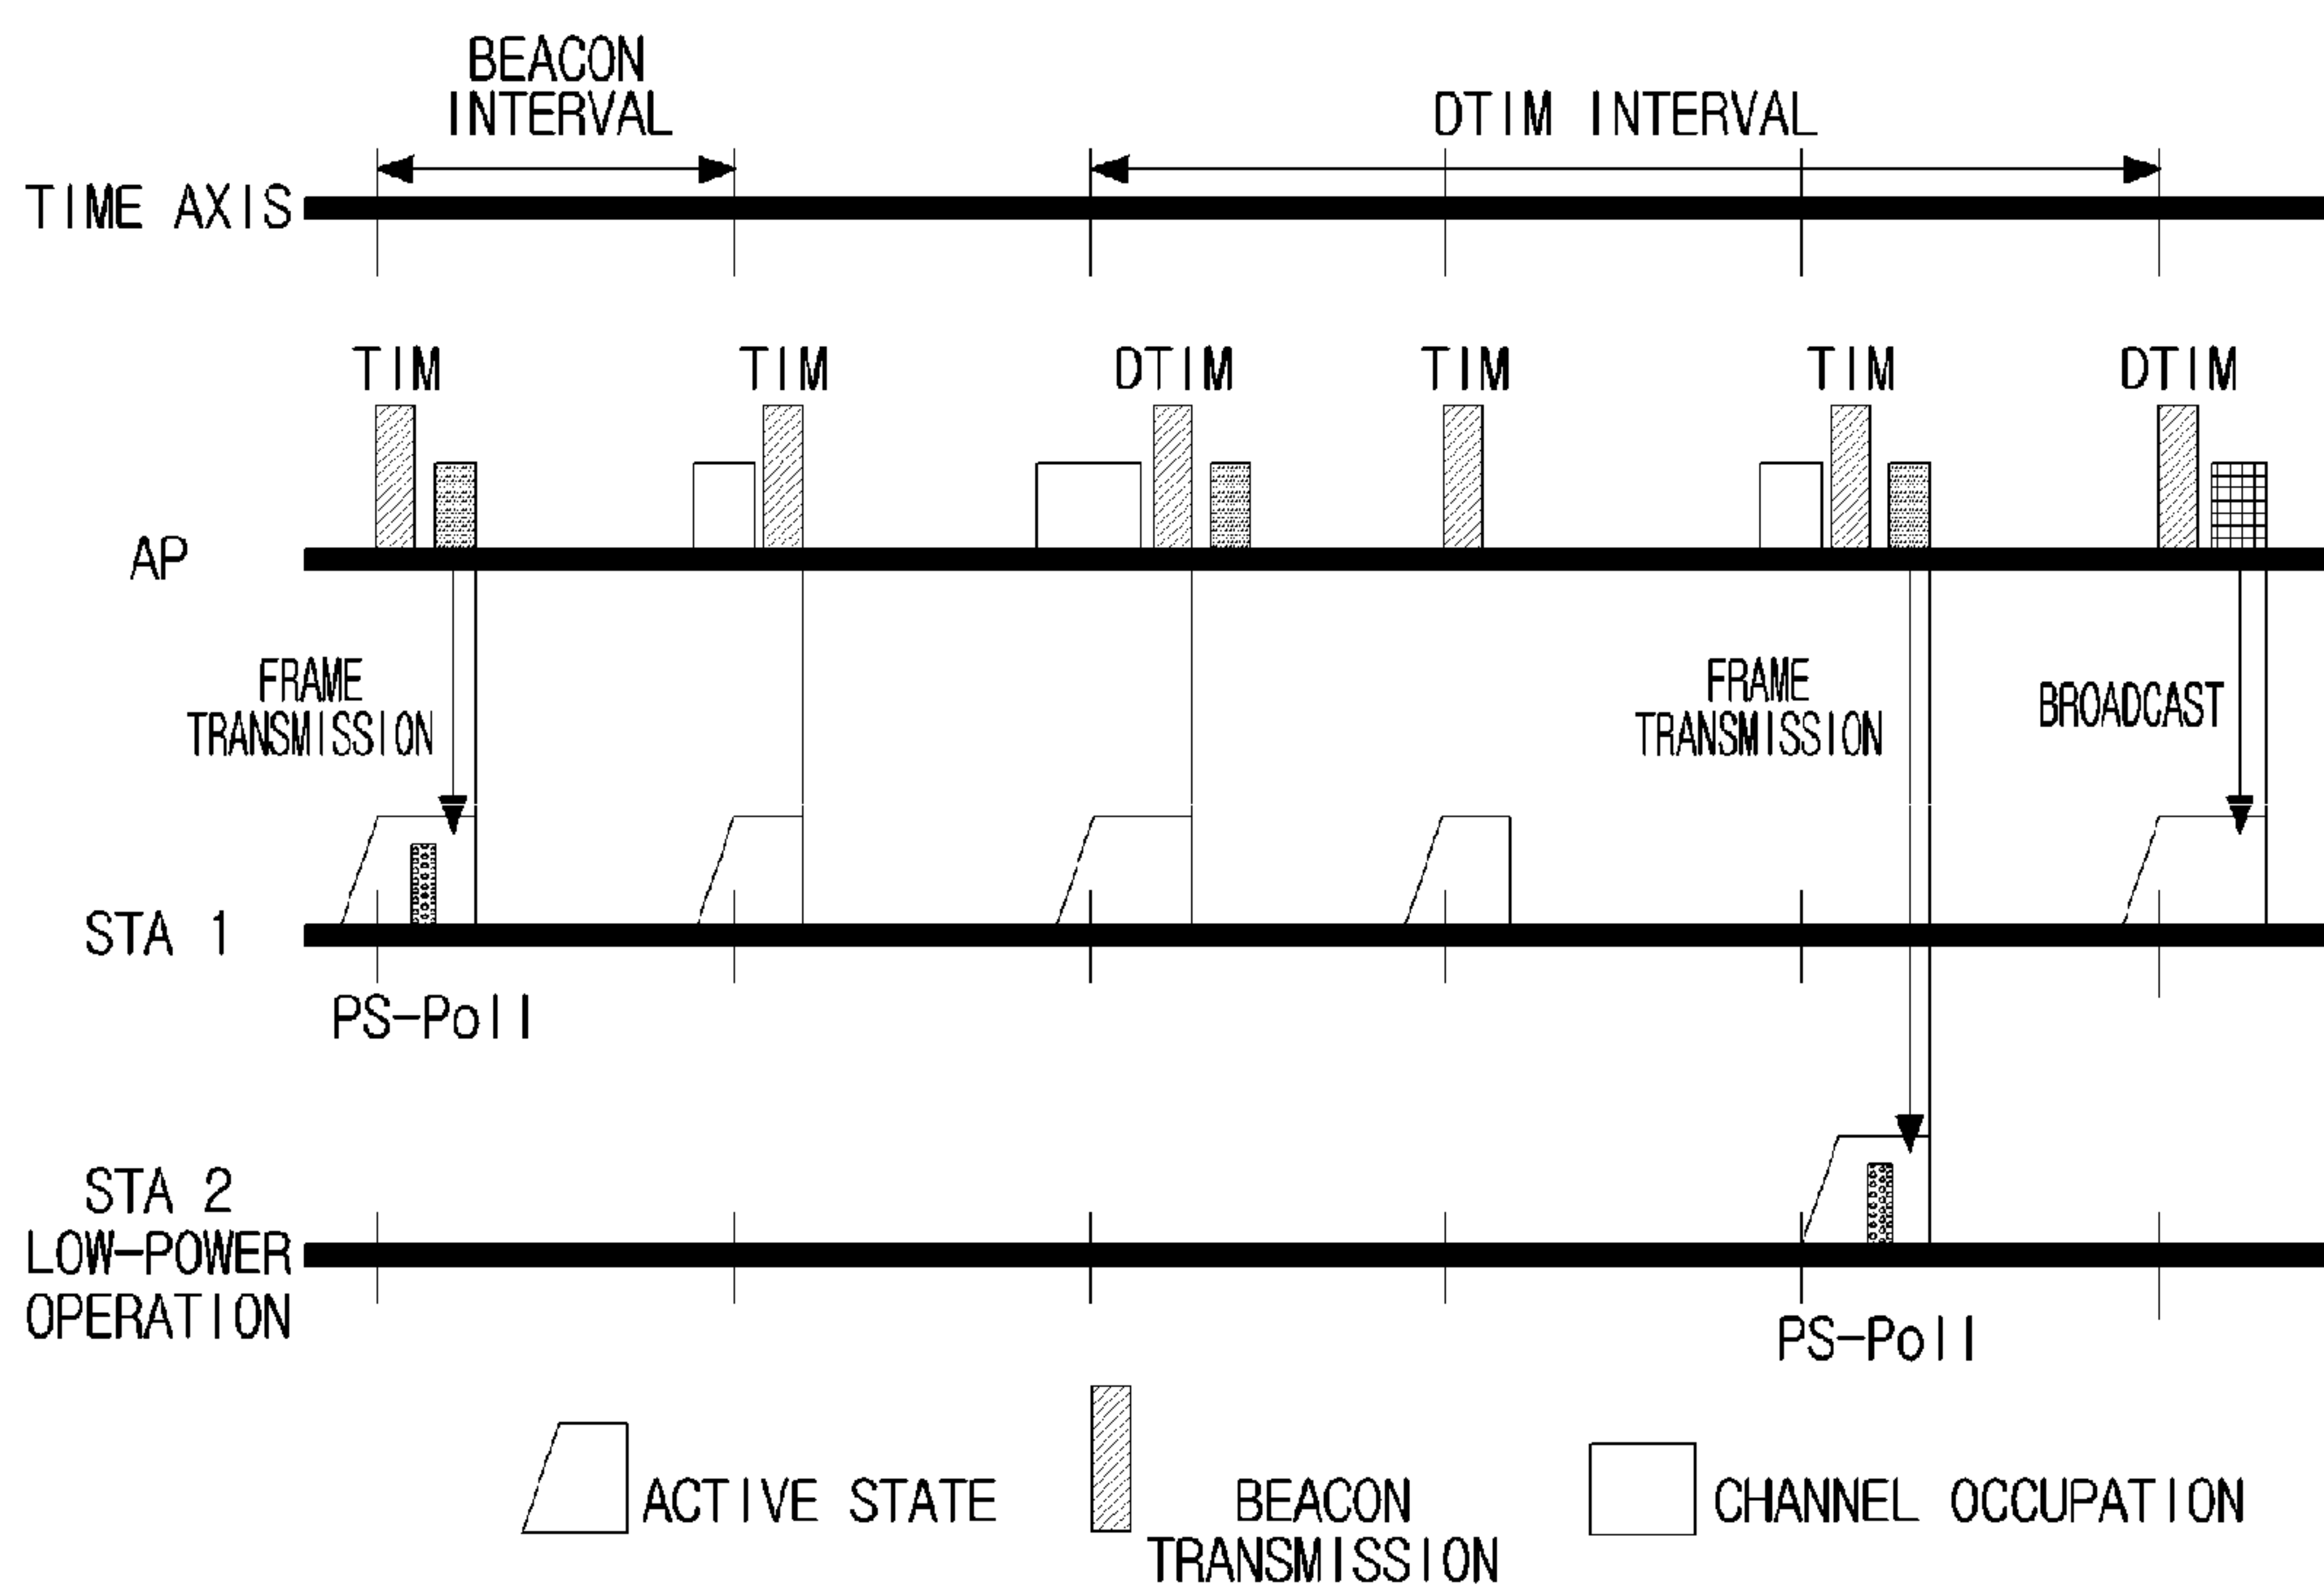 BEACON
INTERVAL
DTIM INTERVAL
TIME AXIS
TIM
TIM
DTIM
TIM
TIM
DTIM
AP
FRAME
TRANSMISSION
FRAME
TRANSMISSION
BROADCAST
STA 1
PS-Poll
STA 2
LOW-POWER
OPERATION
PS-Poll
ACTIVE STATE
BEACON
TRANSMISSION
CHANNEL OCCUPATION